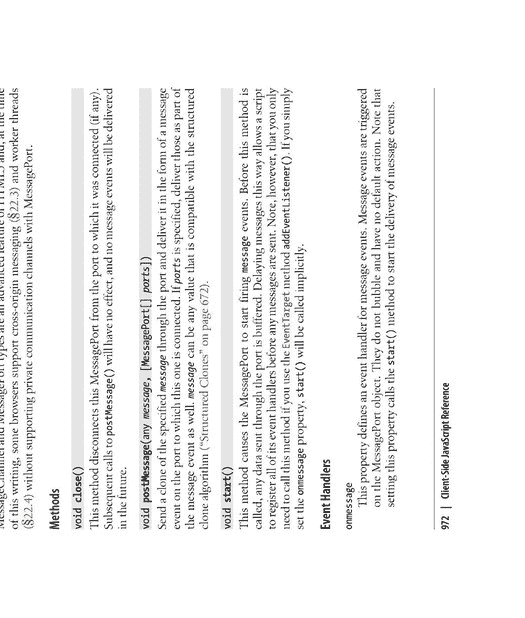 MessageChannel and MessagePort types are an advanced feature of HTML5 and, at the time
of this writing, some browsers support cross-origin messaging (§22.3) and worker threads
(§22.4) without supporting private communication channels with MessagePort.
Methods
void close()
This method disconnects this MessagePort from the port to which it was connected (if any).
Subsequent calls to postMessage() will have no effect, and no message events will be delivered
in the future.
void postMessage(any message, [MessagePort[] ports])
Send a clone of the specified message through the port and deliver it in the form of a message
event on the port to which this one is connected. If ports is specified, deliver those as part of
the message event as well. message can be any value that is compatible with the structured
clone algorithm (“Structured Clones” on page 672).
void start()
This method causes the MessagePort to start firing message events. Before this method is
called, any data sent through the port is buffered. Delaying messages this way allows a script
to register all of its event handlers before any messages are sent. Note, however, that you only
need to call this method if you use the EventTarget method addEventListener(). If you simply
set the onmessage property, start() will be called implicitly.
Event Handlers
onmessage
This property defines an event handler for message events. Message events are triggered
on the MessagePort object. They do not bubble and have no default action. Note that
setting this property calls the start() method to start the delivery of message events.
972 | Client-Side JavaScript Reference